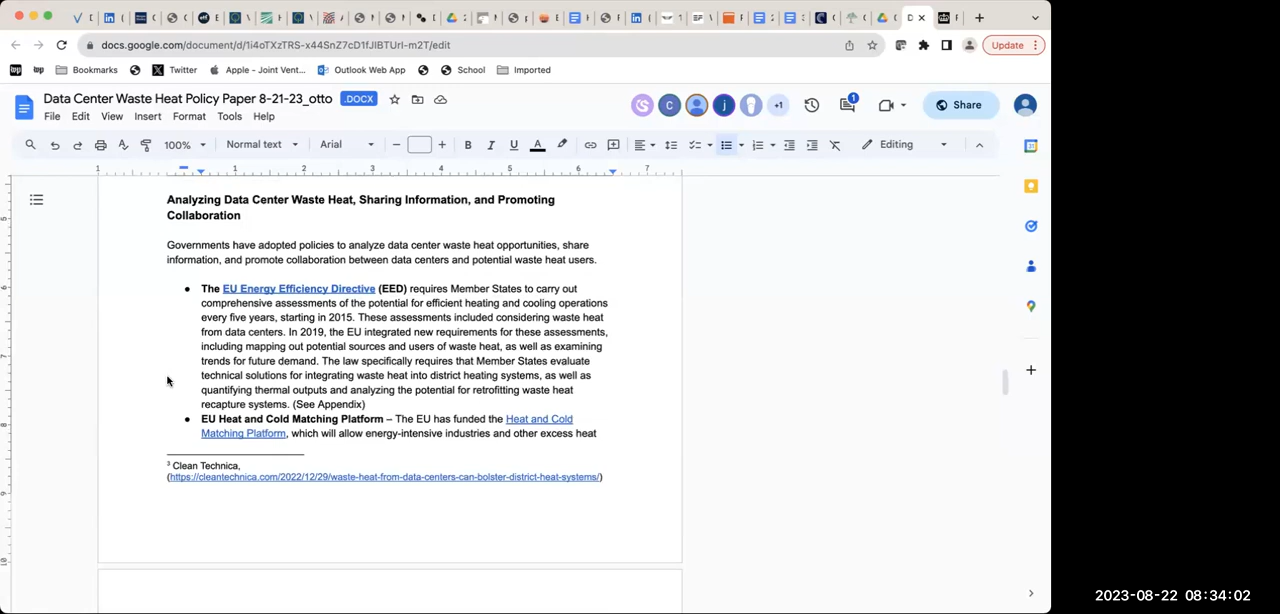 docs.google.com/document/d/1i4oTXzTRS-x44SnZ7cD1fJIBTUrI-m2T/edit
Update
Bookmarks
Twitter
Apple - Joint Vent...
Outlook Web App
School
Imported
Data Center Waste Heat Policy Paper 8-21-23_otto
.DOCX
File Edit View Insert Format Tools Help
+1
1
Share
100%
Normal text
Arial
Editing
1 1 2 3 4 5 6 7
Analyzing Data Center Waste Heat, Sharing Information, and Promoting
Collaboration
Governments have adopted policies to analyze data center waste heat opportunities, share
information, and promote collaboration between data centers and potential waste heat users.
● The EU Energy Efficiency Directive (EED) requires Member States to carry out
comprehensive assessments of the potential for efficient heating and cooling operations
every five years, starting in 2015. These assessments included considering waste heat
from data centers. In 2019, the EU integrated new requirements for these assessments,
including mapping out potential sources and users of waste heat, as well as examining
trends for future demand. The law specifically requires that Member States evaluate
technical solutions for integrating waste heat into district heating systems, as well as
quantifying thermal outputs and analyzing the potential for retrofitting waste heat
recapture systems. (See Appendix)
● EU Heat and Cold Matching Platform – The EU has funded the Heat and Cold
Matching Platform, which will allow energy-intensive industries and other excess heat
3 Clean Technica,
(https://cleantechnica.com/2022/12/29/waste-heat-from-data-centers-can-bolster-district-heat-systems/)
2023-08-22 08:34:02